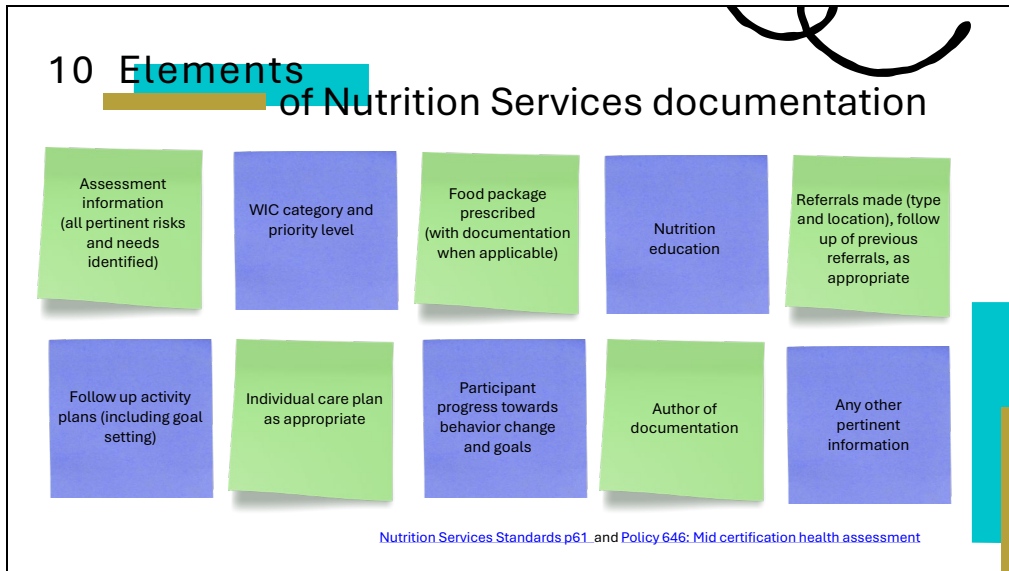 10 Elements
of Nutrition Services documentation
Assessment
information
(all pertinent risks
and needs
identified)
WIC category and
priority level
Food package
prescribed
(with documentation
when applicable)
Nutrition
education
Referrals made (type
and location), follow
up of previous
referrals, as
appropriate
Follow up activity
plans (including goal
setting)
Individual care plan
as appropriate
Participant
progress towards
behavior change
and goals
Author of
documentation
Any other
pertinent
information
Nutrition Services Standards p61 and Policy 646: Mid certification health assessment